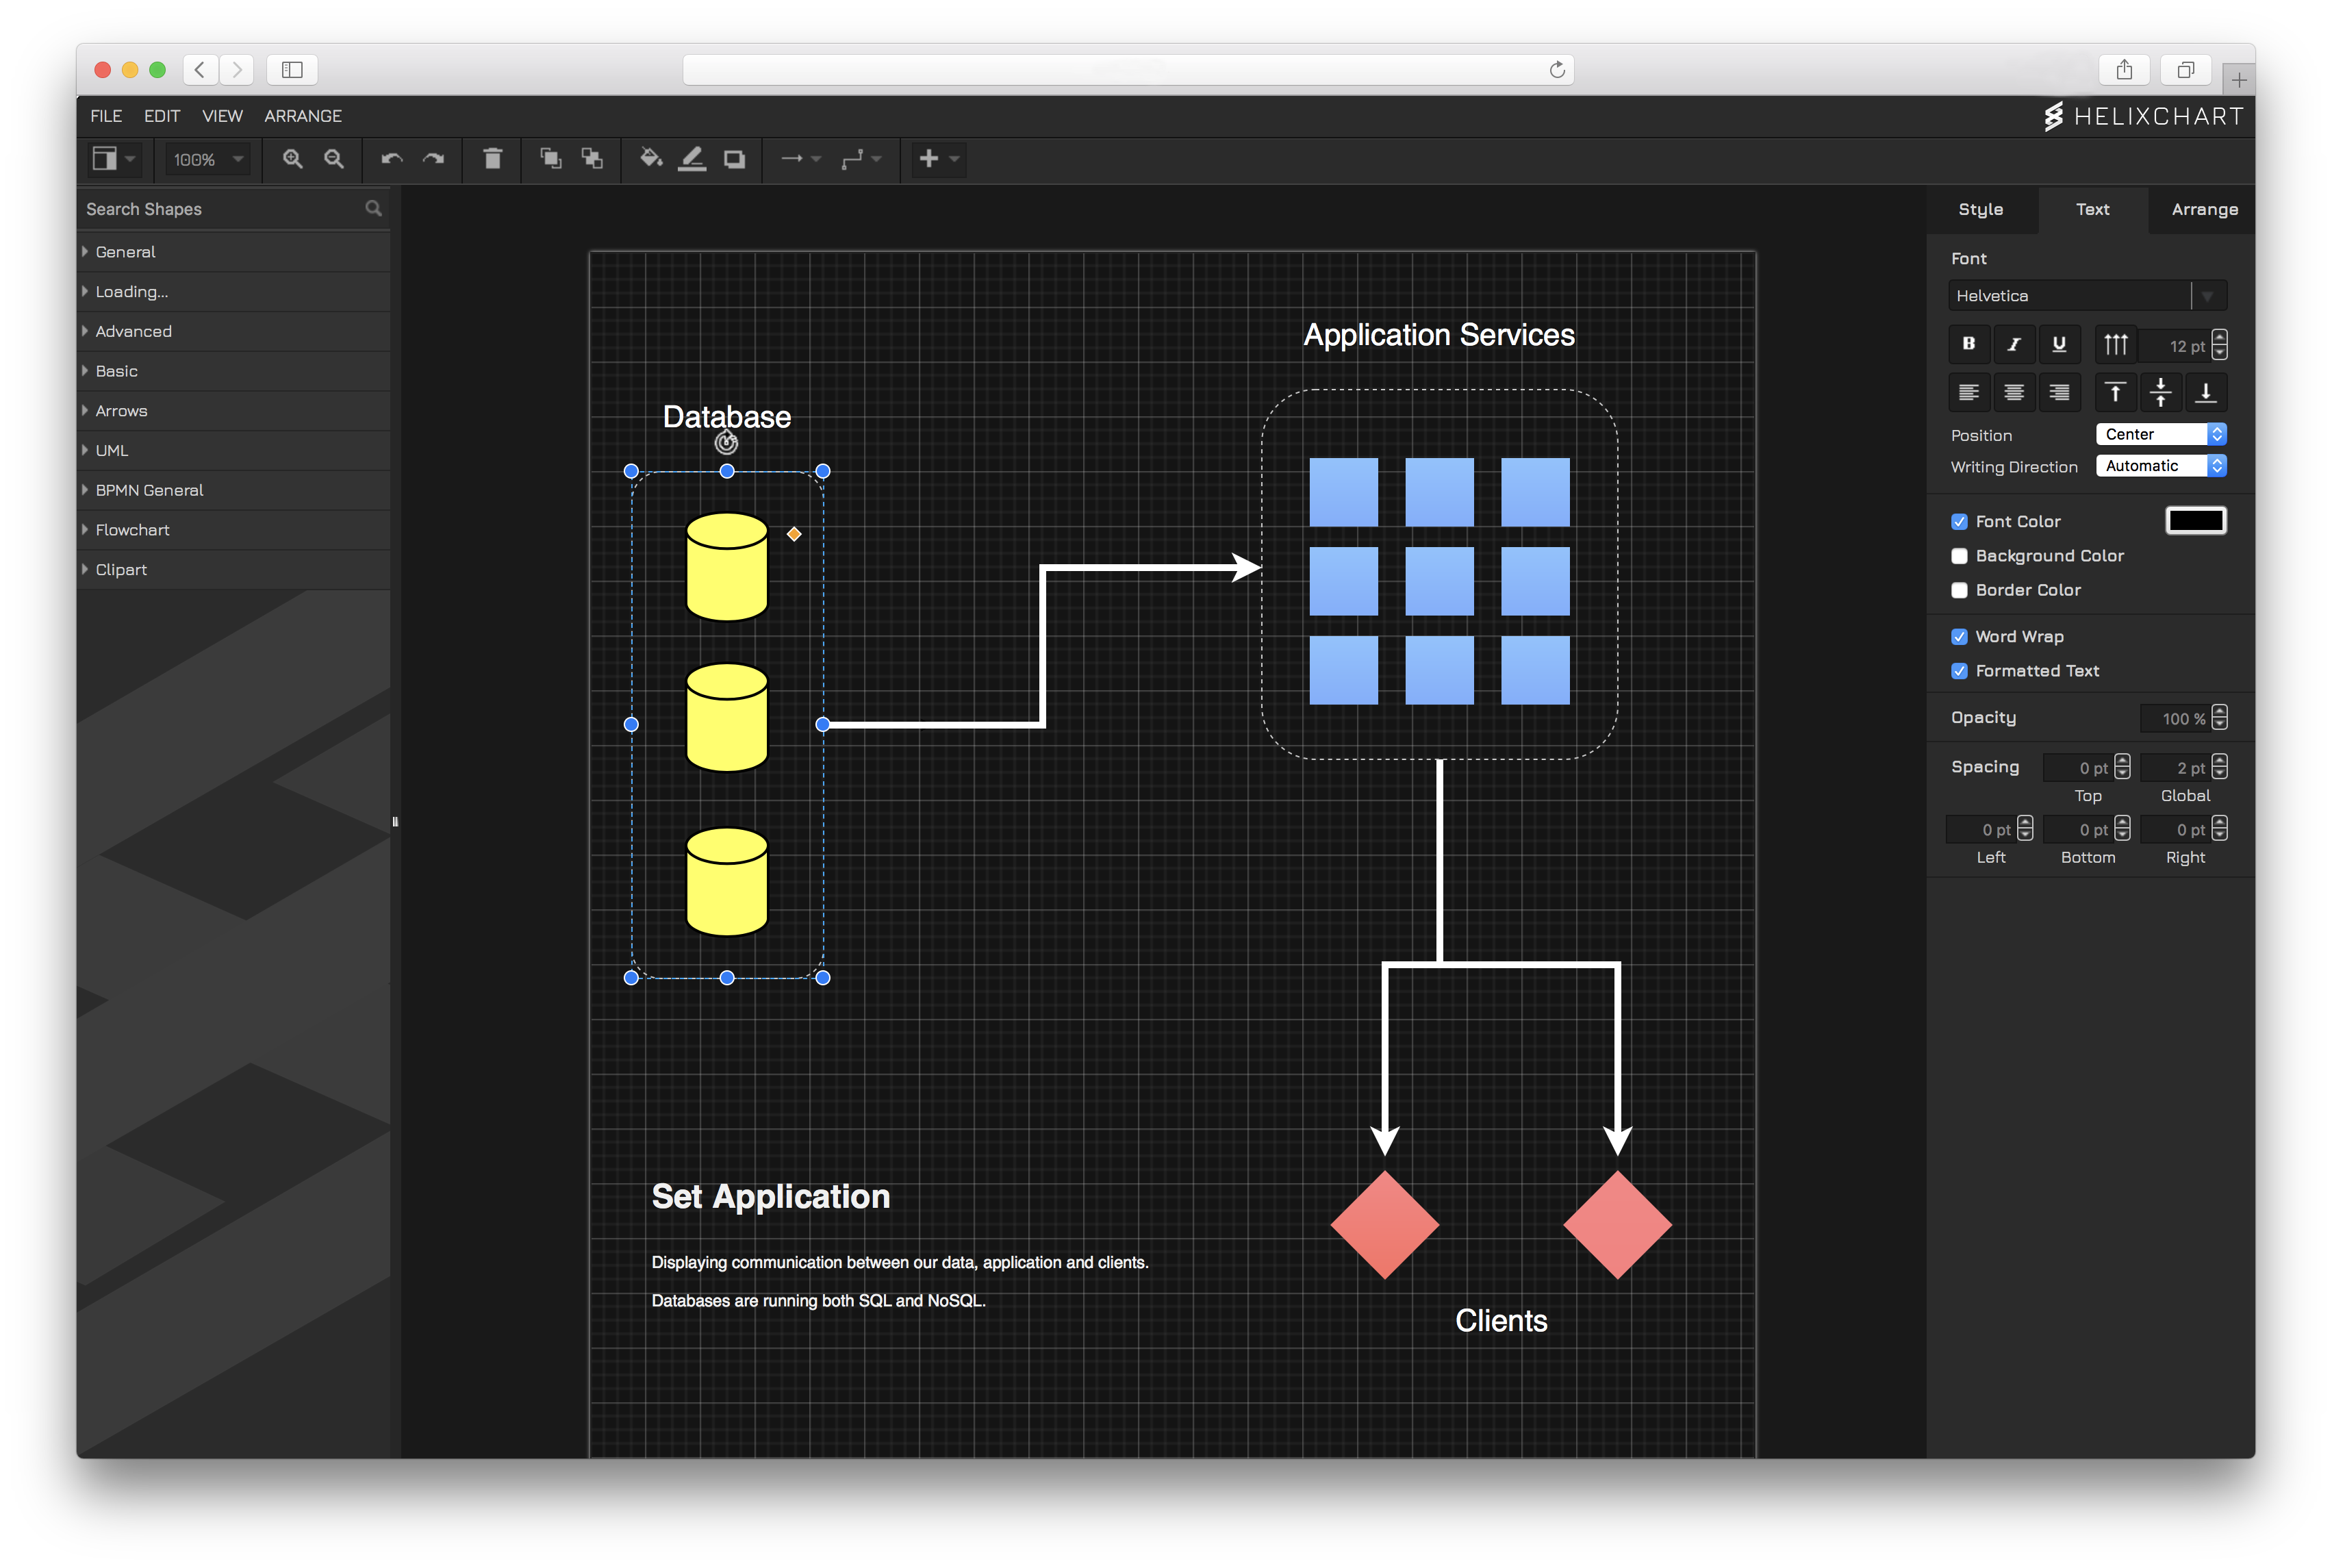 FILE EDIT VIEW ARRANGE
HELIXCHART
100%
Search Shapes
General
Loading...
Advanced
Basic
Arrows
UML
BPMN General
Flowchart
Clipart
Database
Application Services
Set Application
Displaying communication between our data, application and clients.
Databases are running both SQL and NoSQL.
Clients
Style Text Arrange
Font
Helvetica
B I U 12 pt
Position Center
Writing Direction Automatic
Font Color
Background Color
Border Color
Word Wrap
Formatted Text
Opacity 100 %
Spacing 0 pt 2 pt
Top Global
0 pt 0 pt 0 pt
Left Bottom Right